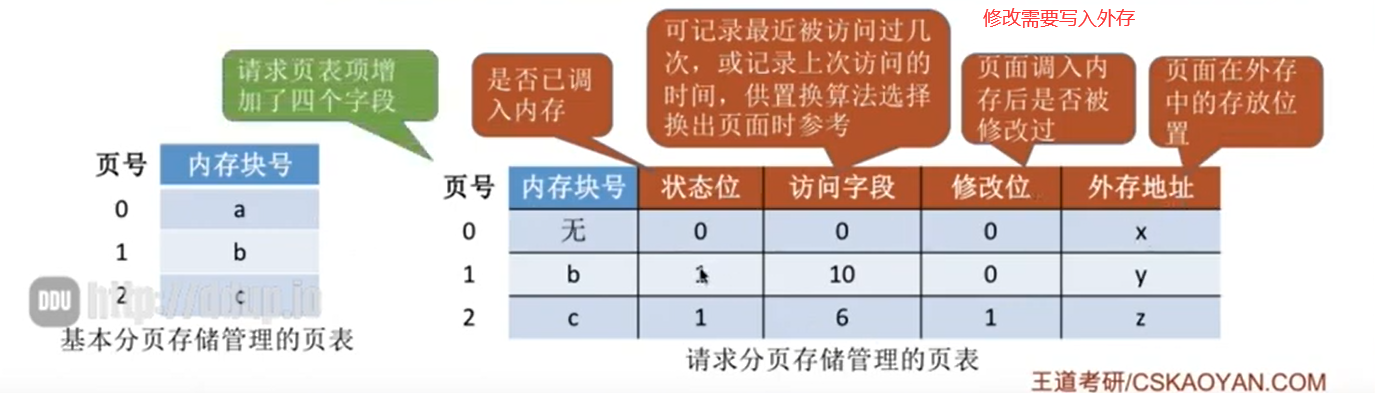 修改需要写入外存
请求页表项增
加了四个字段
是否已调
入内存
可记录最近被访问过几
次，或记录上次访问的
时间，供置换算法选择
换出页面时参考
页面调入内
存后是否被
修改过
页面在外存
中的存放位
置
页号 内存块号
0 a
1 b
2 c
基本分页存储管理的页表
页号 内存块号 状态位 访问字段 修改位 外存地址
0 无 0 0 0 x
1 b 1 10 0 y
2 c 1 6 1 z
请求分页存储管理的页表
DDU
王道考研/CSKAOYAN.COM